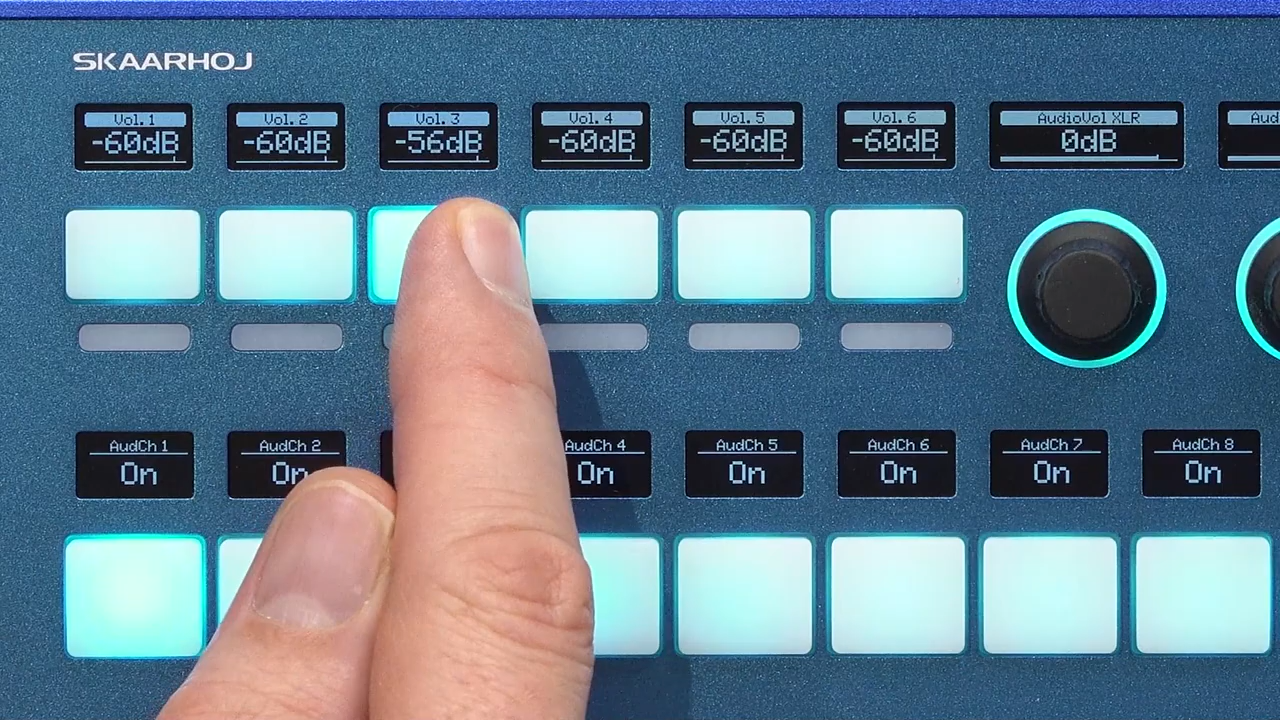 SKAARHOJ
Vol. 1
-60dB
Vol. 2
-60dB
Vol. 3
-56dB
Vol. 4
-60dB
Vol. 5
-60dB
Vol. 6
-60dB
AudioVol XLR
0dB
Aud
AudCh 1
On
AudCh 2
On
AudCh 4
On
AudCh 5
On
AudCh 6
On
AudCh 7
On
AudCh 8
On